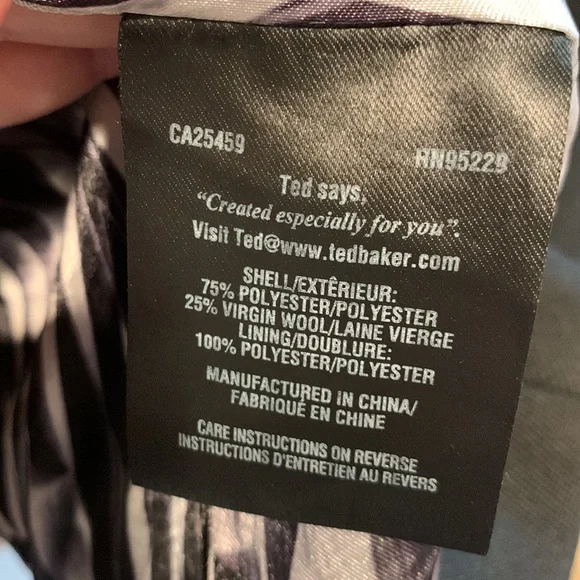 CA25459
RN95229
Ted says,
“Created especially for you”.
Visit Ted@www.tedbaker.com
SHELL/EXTÊRIEUR:
75% POLYESTER/POLYESTER
25% VIRGIN WOOL/LAINE VIERGE
LINING/DOUBLURE:
100% POLYESTER/POLYESTER
MANUFACTURED IN CHINA/
FABRIQUÉ EN CHINE
CARE INSTRUCTIONS ON REVERSE
INSTRUCTIONS D'ENTRETIEN AU REVERS